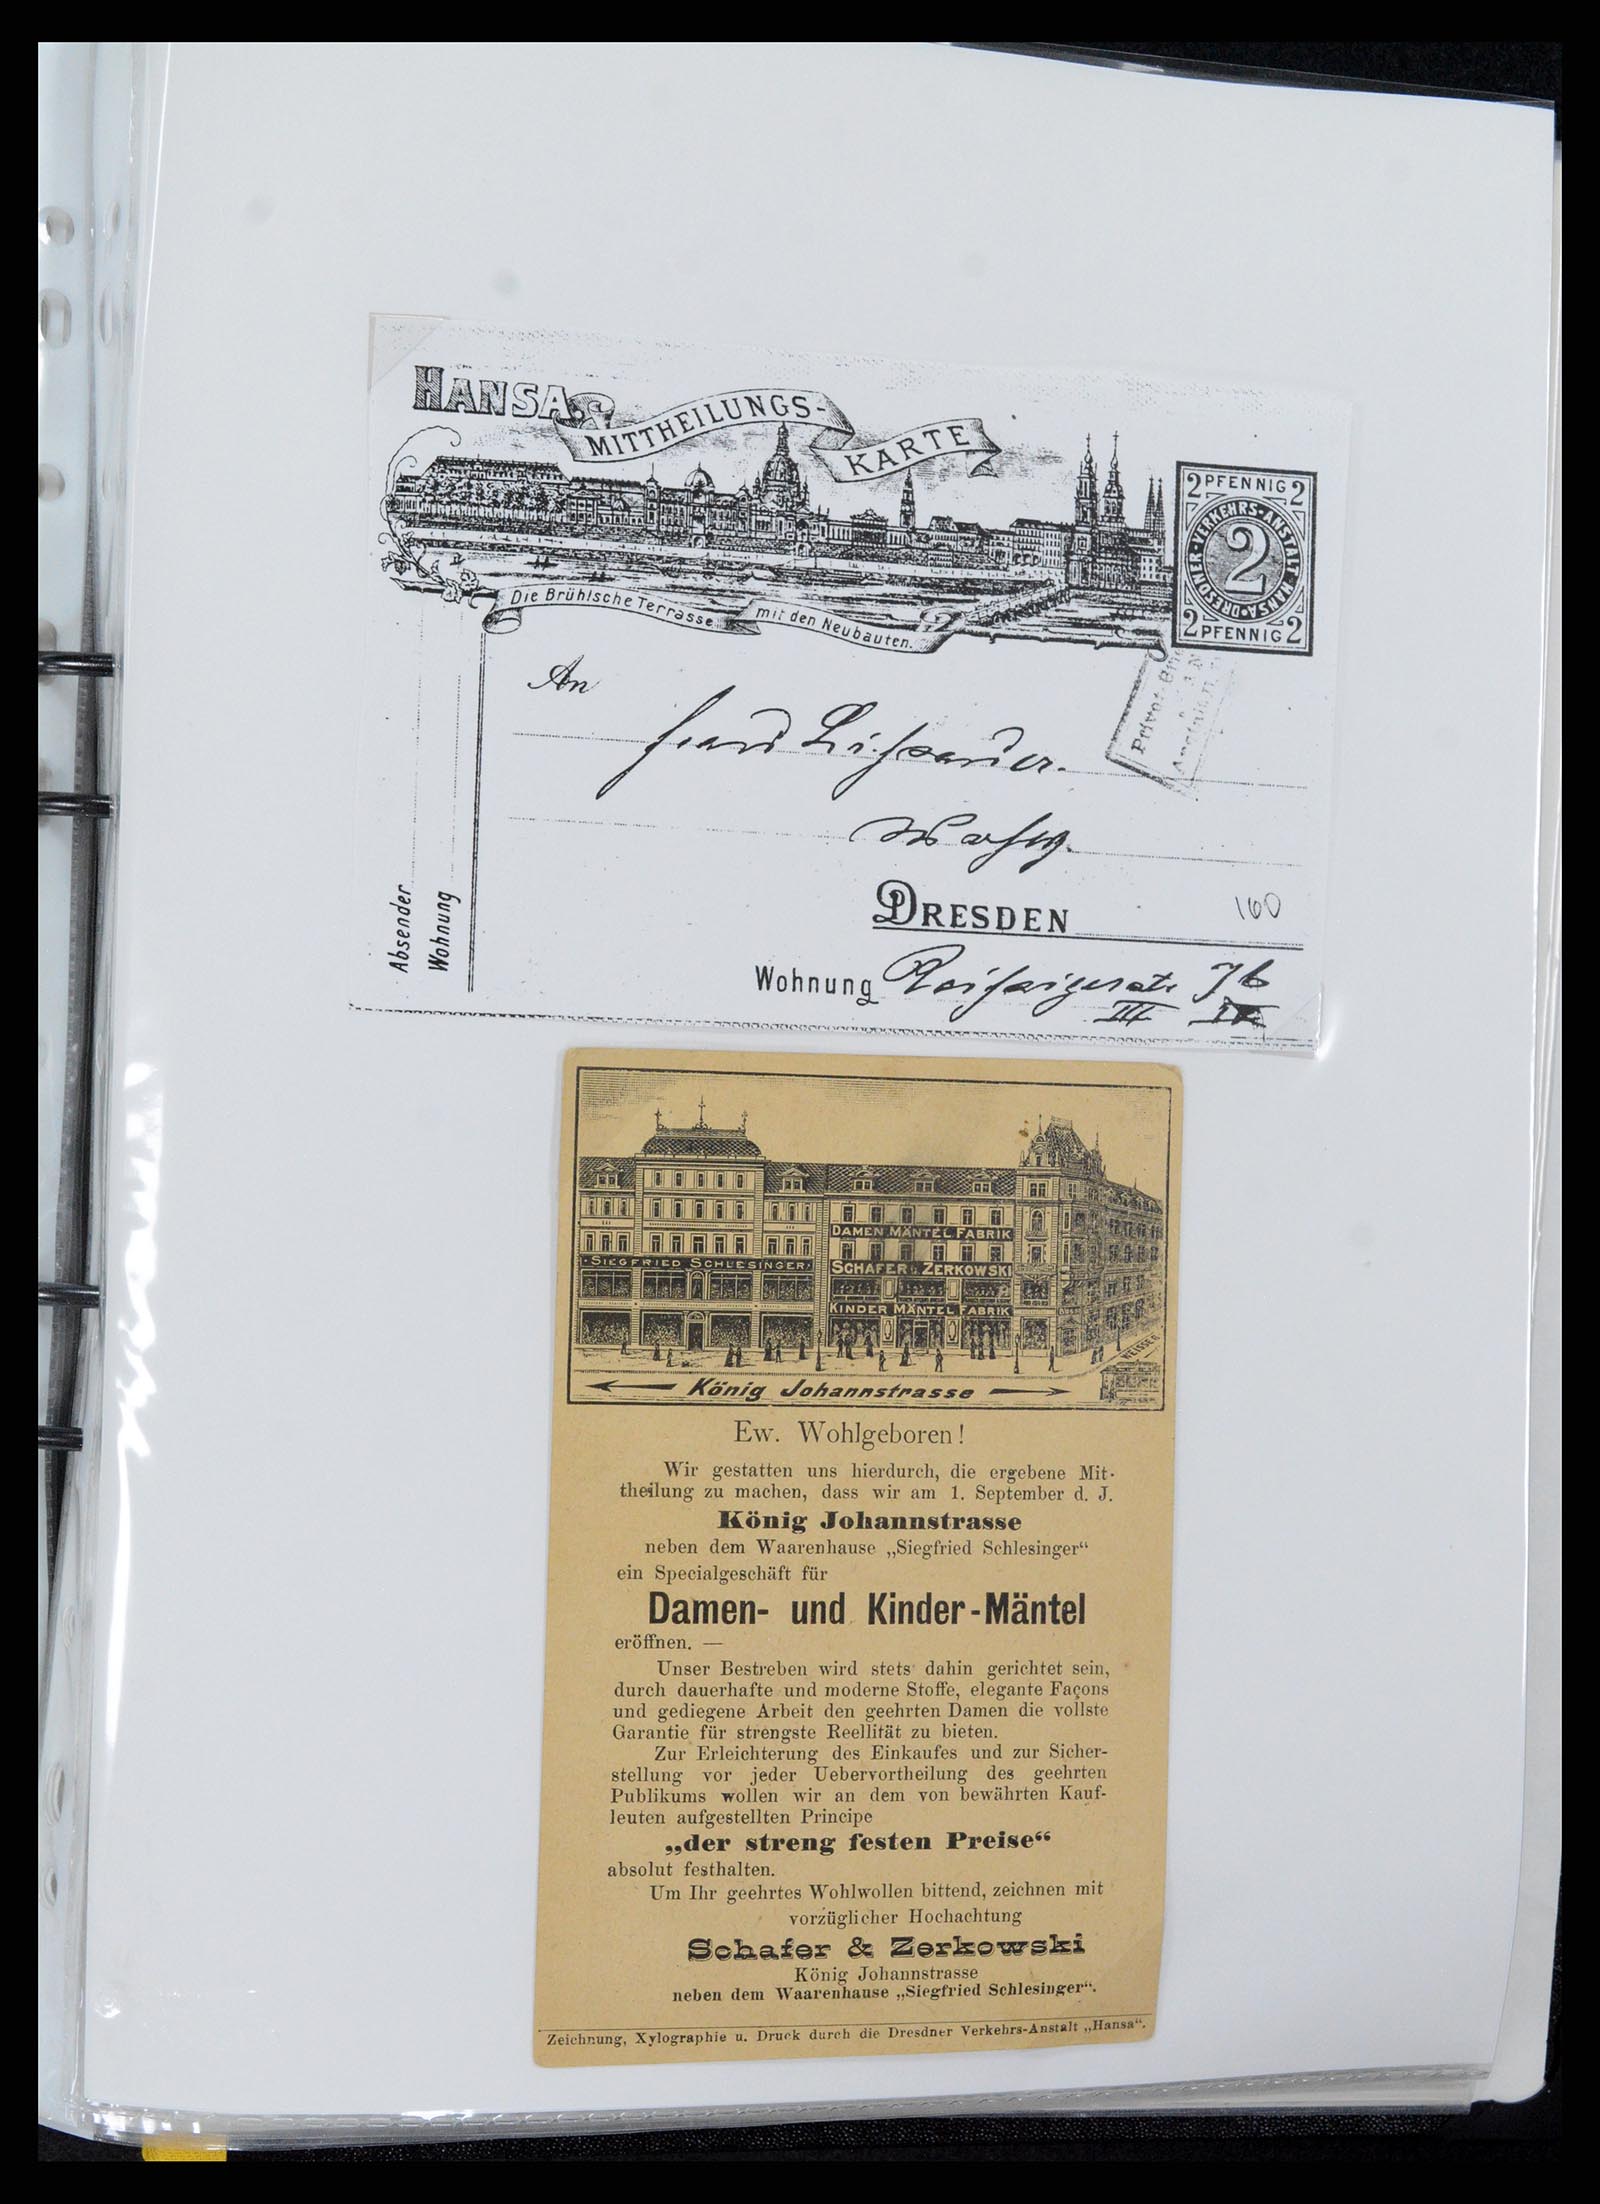 HANSA.
MITTHEILUNGS-
KARTE
2 PFENNIG 2
DRESDNER-VERKEHRS-ANSTALT HANSA
2
2 PFENNIG 2
Die Brühlsche Terrasse
mit den Neubauten.
Privat-
An
DRESDEN
160
Wohnung
III
Absender
Wohnung
DAMEN MÄNTEL FABRIK
SIEGFRIED SCHLESINGER
SCHAFER & ZERKOWSKI
KINDER MÄNTEL FABRIK
König Johannstrasse
Ew. Wohlgeboren!
Wir gestatten uns hierdurch, die ergebene Mit-
theilung zu machen, dass wir am 1. September d. J.
König Johannstrasse
neben dem Waarenhause „Siegfried Schlesinger“
ein Specialgeschäft für
Damen- und Kinder-Mäntel
eröffnen. —
Unser Bestreben wird stets dahin gerichtet sein,
durch dauerhafte und moderne Stoffe, elegante Façons
und gediegene Arbeit den geehrten Damen die vollste
Garantie für strengste Reellität zu bieten.
Zur Erleichterung des Einkaufes und zur Sicher-
stellung vor jeder Uebervortheilung des geehrten
Publikums wollen wir an dem von bewährten Kauf-
leuten aufgestellten Principe
„der streng festen Preise“
absolut festhalten.
Um Ihr geehrtes Wohlwollen bittend, zeichnen mit
vorzüglicher Hochachtung
Schafer & Zerkowski
König Johannstrasse
neben dem Waarenhause „Siegfried Schlesinger“.
Zeichnung, Xylographie u. Druck durch die Dresdner Verkehrs-Anstalt „Hansa“.